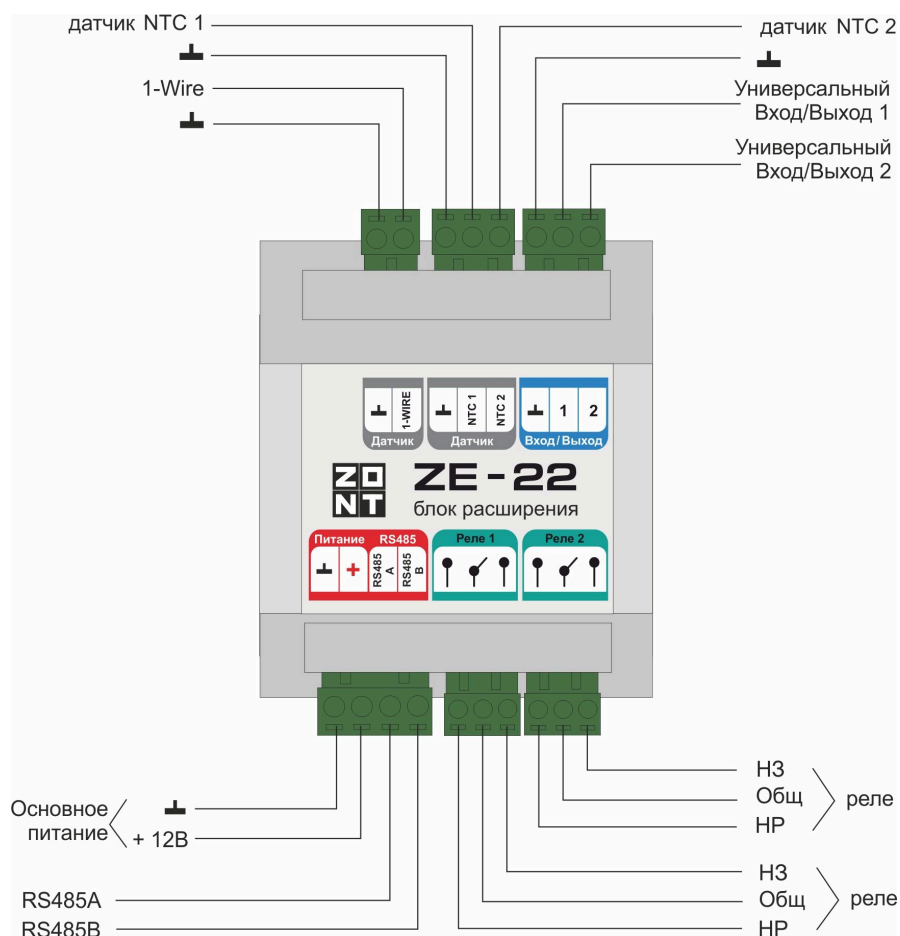 датчик NTC 1
1-Wire
датчик NTC 2
Универсальный
Вход/Выход 1
Универсальный
Вход/Выход 2
1-WIRE
Датчик
NTC 1
NTC 2
Датчик
1 2
Вход/Выход
ZONT
ZE-22
блок расширения
Питание RS485
+
RS485 A
RS485 B
Реле 1
Реле 2
Основное
питание
+ 12В
RS485A
RS485B
НЗ
Общ
НР
реле
НЗ
Общ
НР
реле